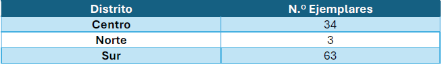 Distrito N.º Ejemplares
Centro 34
Norte 3
Sur 63